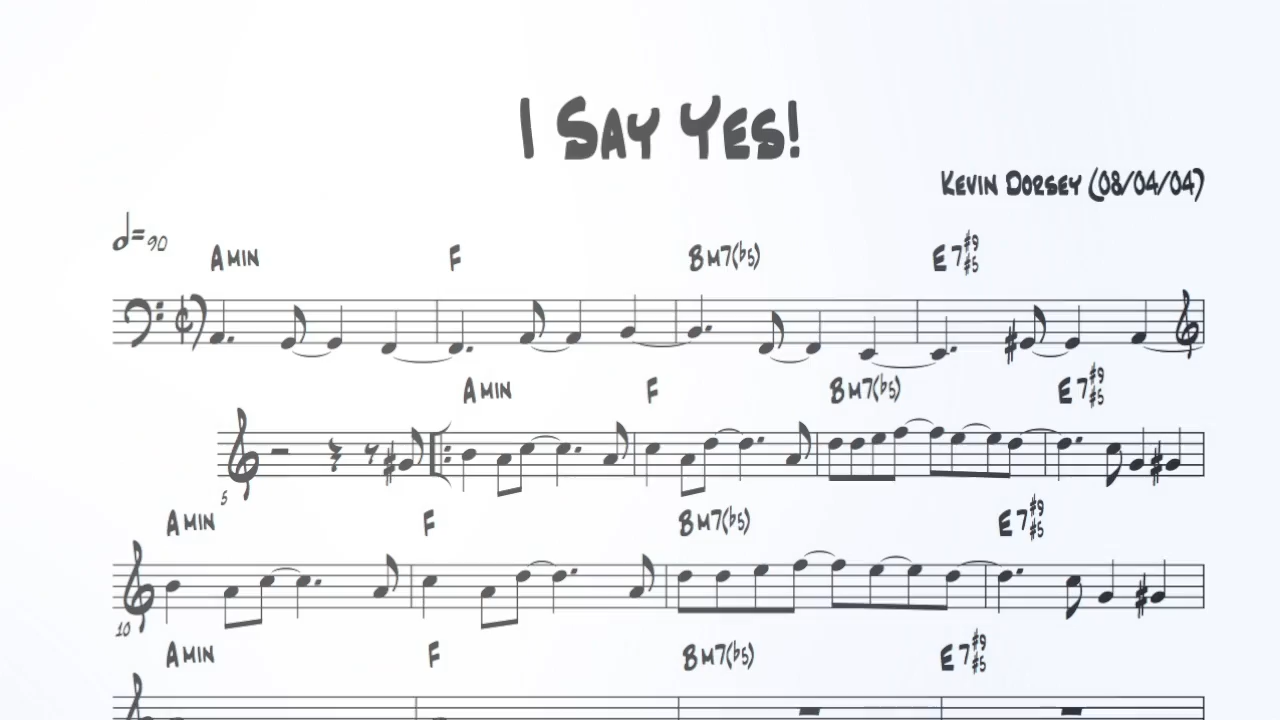 I Say Yes!
Kevin Dorsey (08/04/04)
=90
Amin F Bm7(b5) E7#9#5
Amin F Bm7(b5) E7#9#5
5
Amin F Bm7(b5) E7#9#5
10
Amin F Bm7(b5) E7#9#5